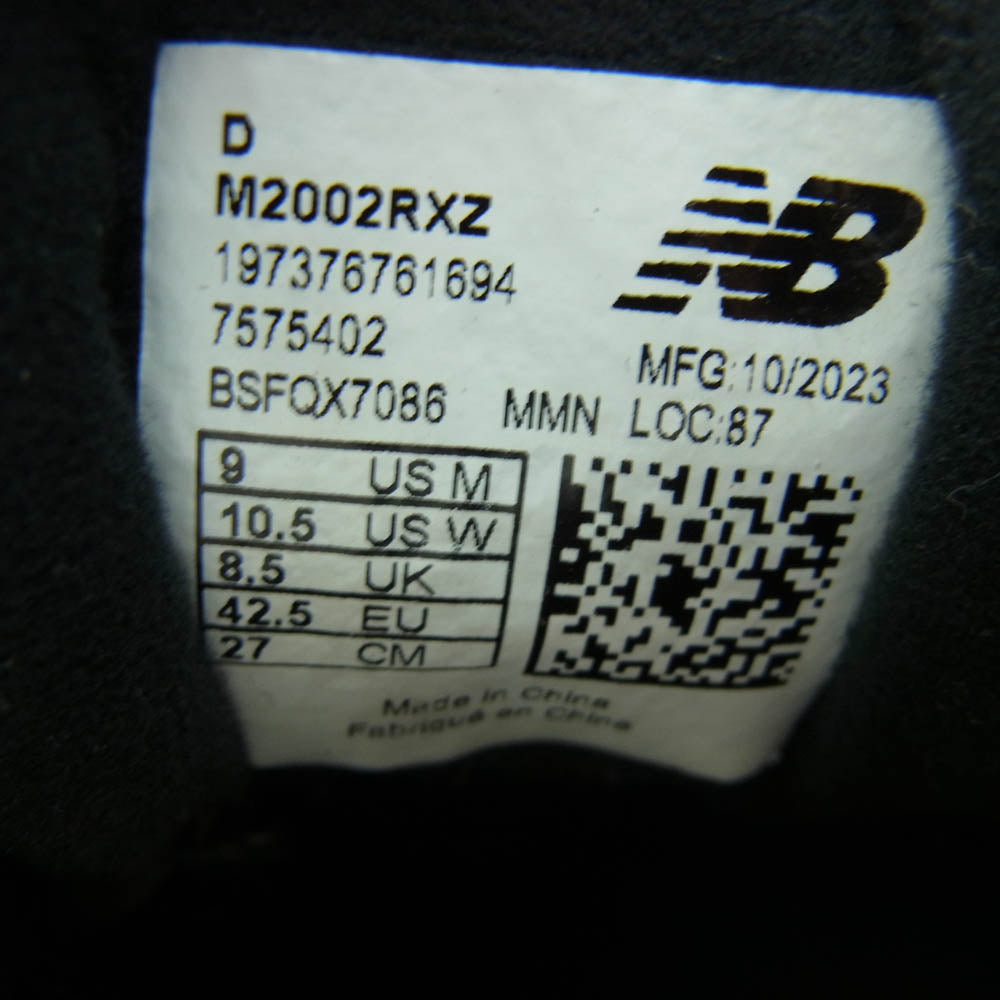 D
M2002RXZ
197376761694
7575402
BSFQX7086 MMN
NB
MFG:10/2023
LOC:87
9 US M
10.5 US W
8.5 UK
42.5 EU
27 CM
Made in China
Fabriqué en Chine